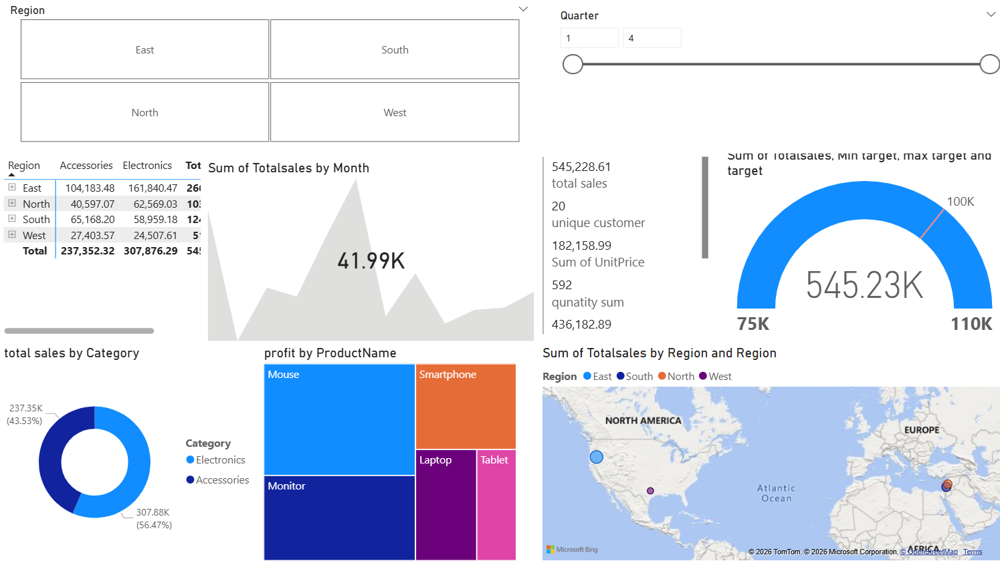 Region
East
South
North
West
Quarter
1
4
Region Accessories Electronics Tot
East 104,183.48 161,840.47 26
North 40,597.07 62,569.03 10
South 65,168.20 58,959.18 124
West 27,403.57 24,507.61 5
Total 237,352.32 307,876.29 545
Sum of Totalsales by Month
41.99K
545,228.61
total sales
20
unique customer
182,158.99
Sum of UnitPrice
592
qunatity sum
436,182.89
Sum of Totalsales, Min target, max target and
target
100K
545.23K
75K
110K
total sales by Category
237.35K
(43.53%)
307.88K
(56.47%)
Category
Electronics
Accessories
profit by ProductName
Mouse
Smartphone
Monitor
Laptop
Tablet
Sum of Totalsales by Region and Region
Region East South North West
NORTH AMERICA
EUROPE
Atlantic
Ocean
AFRICA
Microsoft Bing
© 2026 TomTom, © 2026 Microsoft Corporation, © OpenStreetMap Terms